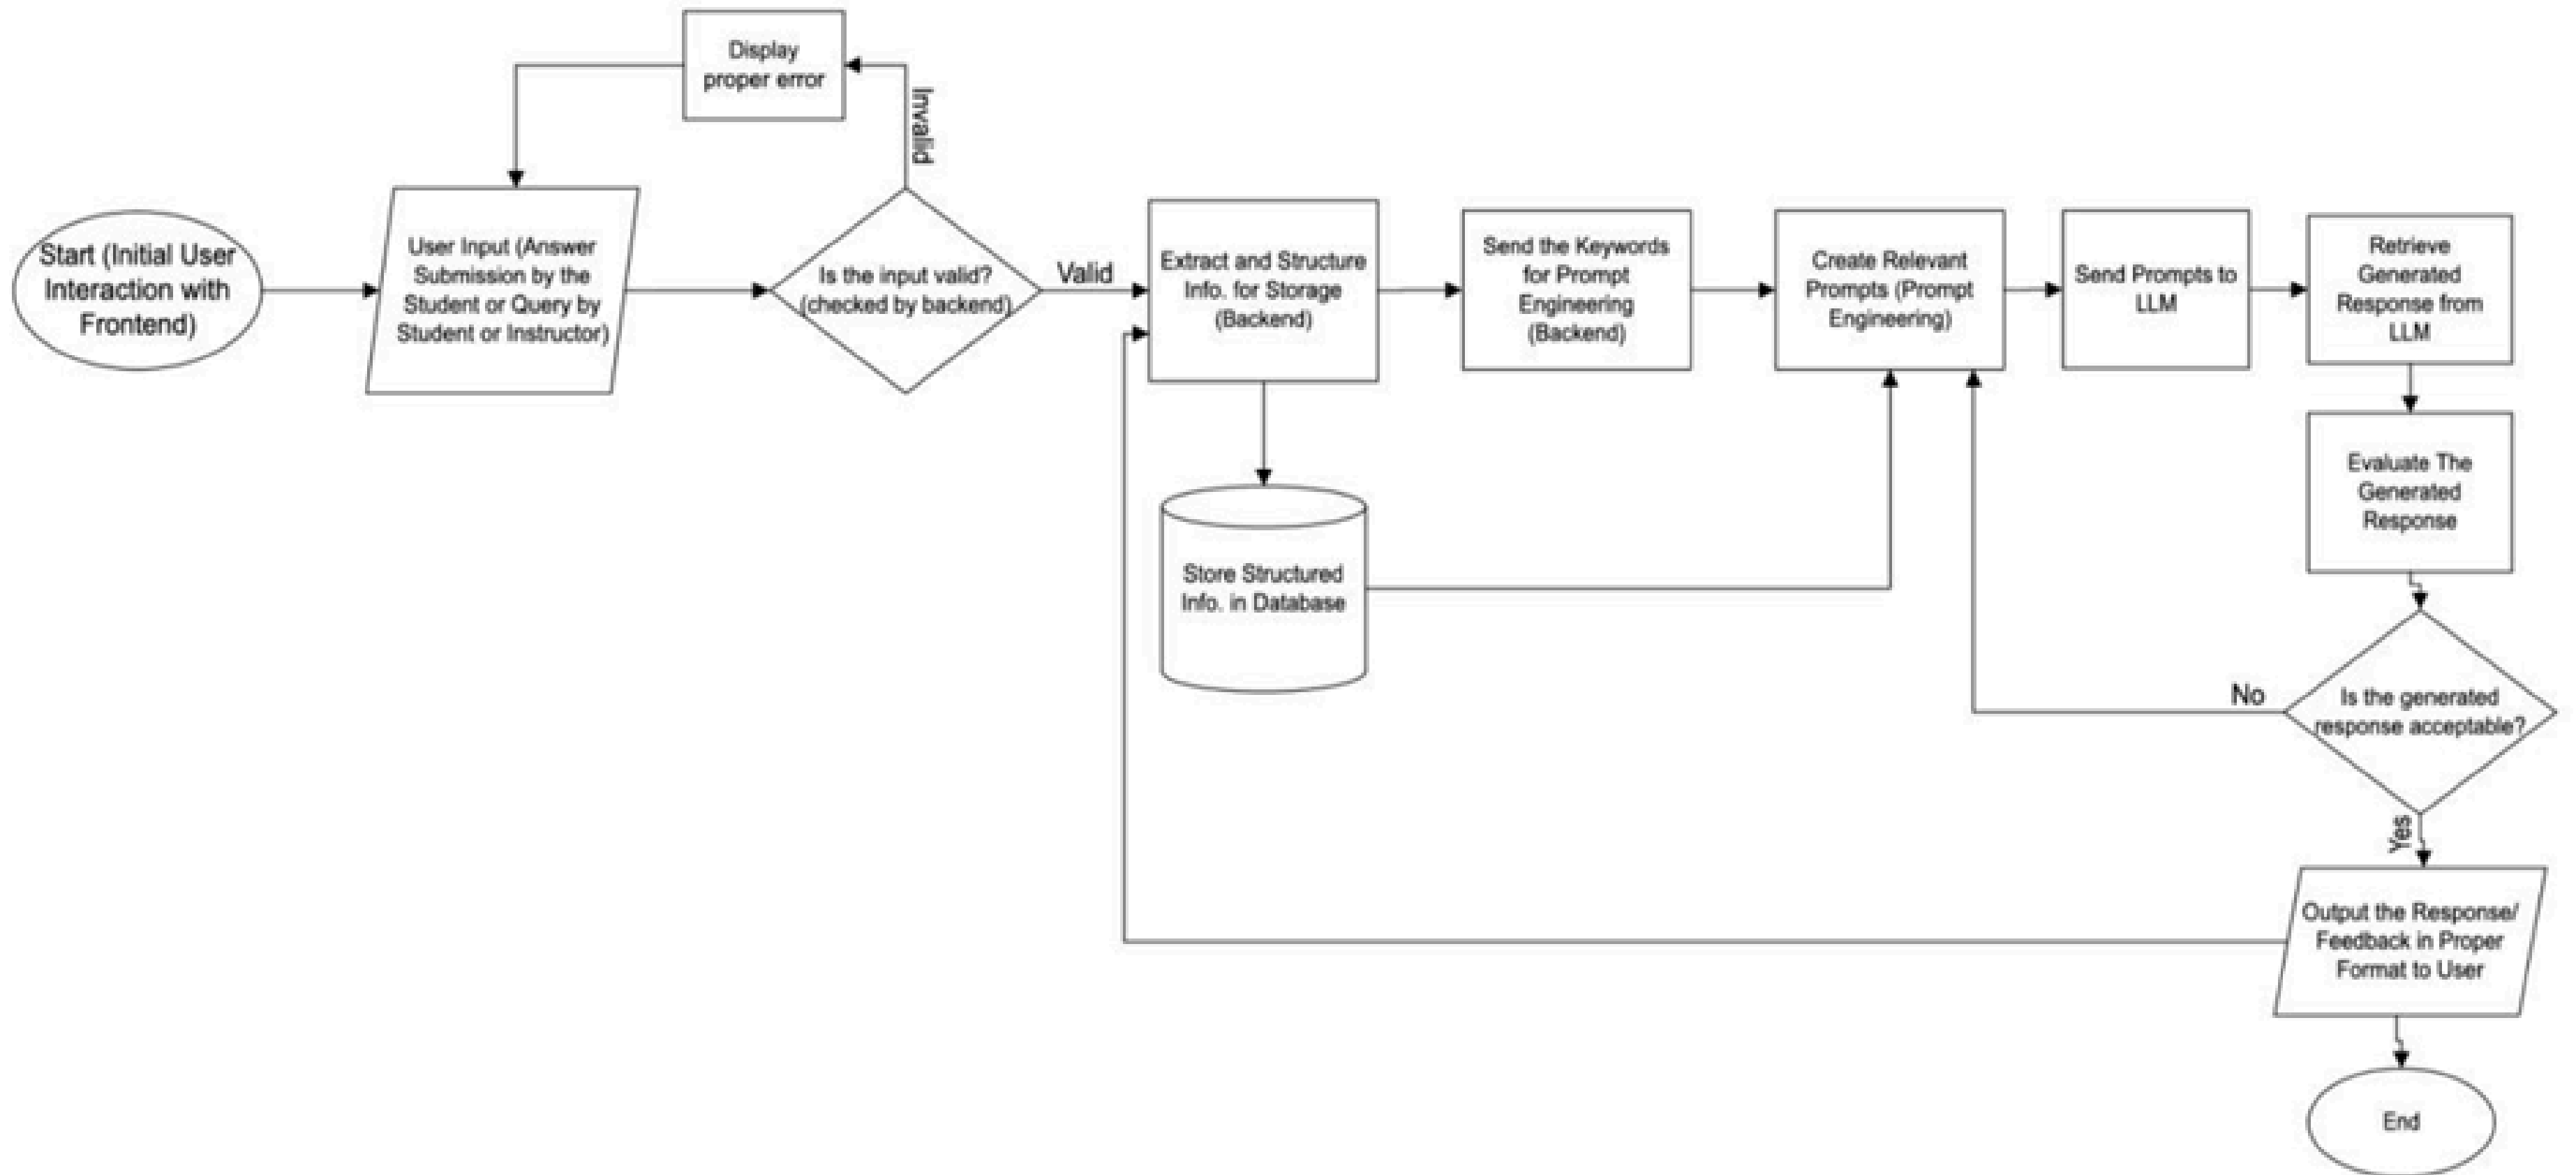 Display
proper error
Invalid
Start (Initial User
Interaction with
Frontend)
User Input (Answer
Submission by the
Student or Query by
Student or Instructor)
Is the input valid?
(checked by backend)
Valid
Extract and Structure
Info. for Storage
(Backend)
Send the Keywords
for Prompt
Engineering
(Backend)
Create Relevant
Prompts (Prompt
Engineering)
Send Prompts to
LLM
Retrieve
Generated
Response from
LLM
Evaluate The
Generated
Response
Store Structured
Info. in Database
No
Is the generated
response acceptable?
Yes
Output the Response/
Feedback in Proper
Format to User
End